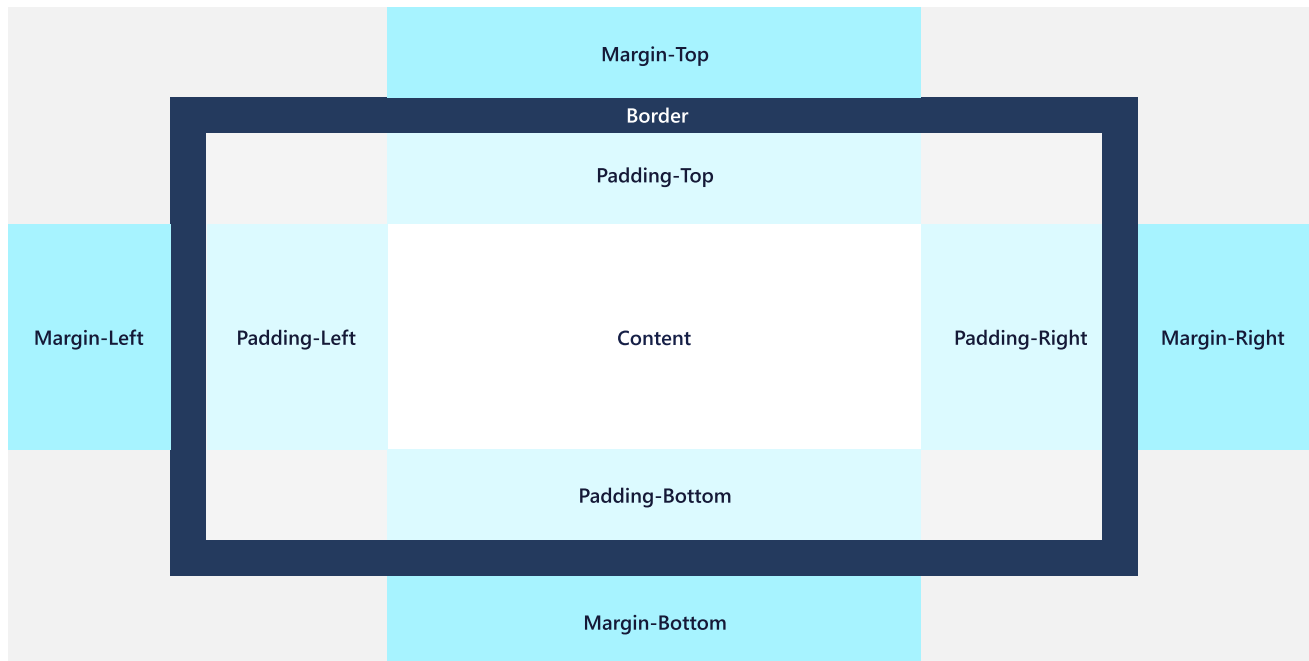 Margin-Top
Border
Padding-Top
Margin-Left
Padding-Left
Content
Padding-Right
Margin-Right
Padding-Bottom
Margin-Bottom